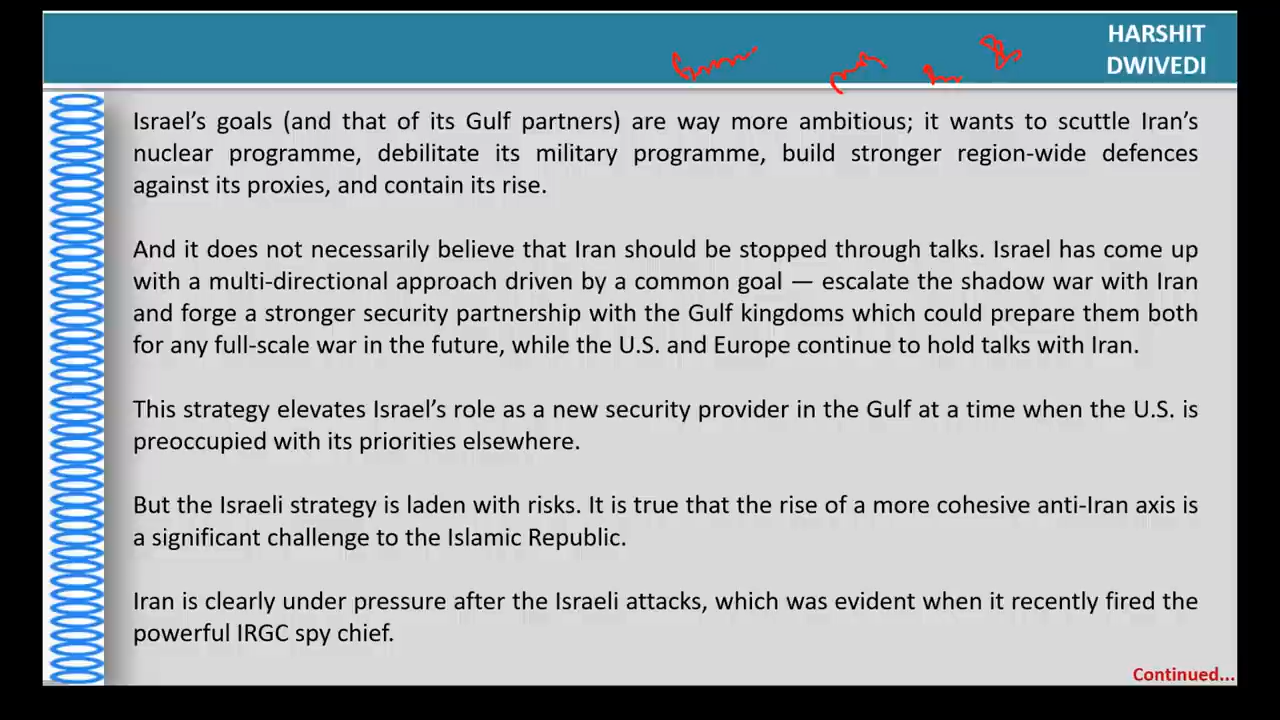 HARSHIT
DWIVEDI
Israel’s goals (and that of its Gulf partners) are way more ambitious; it wants to scuttle Iran’s
nuclear programme, debilitate its military programme, build stronger region-wide defences
against its proxies, and contain its rise.
And it does not necessarily believe that Iran should be stopped through talks. Israel has come up
with a multi-directional approach driven by a common goal — escalate the shadow war with Iran
and forge a stronger security partnership with the Gulf kingdoms which could prepare them both
for any full-scale war in the future, while the U.S. and Europe continue to hold talks with Iran.
This strategy elevates Israel’s role as a new security provider in the Gulf at a time when the U.S. is
preoccupied with its priorities elsewhere.
But the Israeli strategy is laden with risks. It is true that the rise of a more cohesive anti-Iran axis is
a significant challenge to the Islamic Republic.
Iran is clearly under pressure after the Israeli attacks, which was evident when it recently fired the
powerful IRGC spy chief.
Continued...